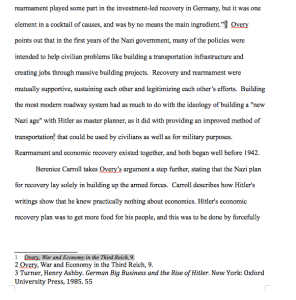 rearmament played some part in the investment-led recovery in Germany, but it was one
element in a cocktail of causes, and was by no means the main ingredient."1 Overy
points out that in the first years of the Nazi government, many of the policies were
intended to help civilian problems like building a transportation infrastructure and
creating jobs through massive building projects. Recovery and rearmament were
mutually supportive, sustaining each other and legitimizing each other's efforts. Building
the most modern roadway system had as much to do with the ideology of building a "new
Nazi age" with Hitler as master planner, as it did with providing an improved method of
transportation2 that could be used by civilians as well as for military purposes.
Rearmament and economic recovery existed together, and both began well before 1942.
Berenice Carroll takes Overy's argument a step further, stating that the Nazi plan
for recovery lay solely in building up the armed forces. Carroll describes how Hitler's
writings show that he knew practically nothing about economics. Hitler's economic
recovery plan was to get more food for his people, and this was to be done by forcefully
1 Overy, War and Economy in the Third Reich, 9.
2 Overy, War and Economy in the Third Reich, 9.
3 Turner, Henry Ashby. German Big Business and the Rise of Hitler. New York: Oxford
University Press, 1985. 55